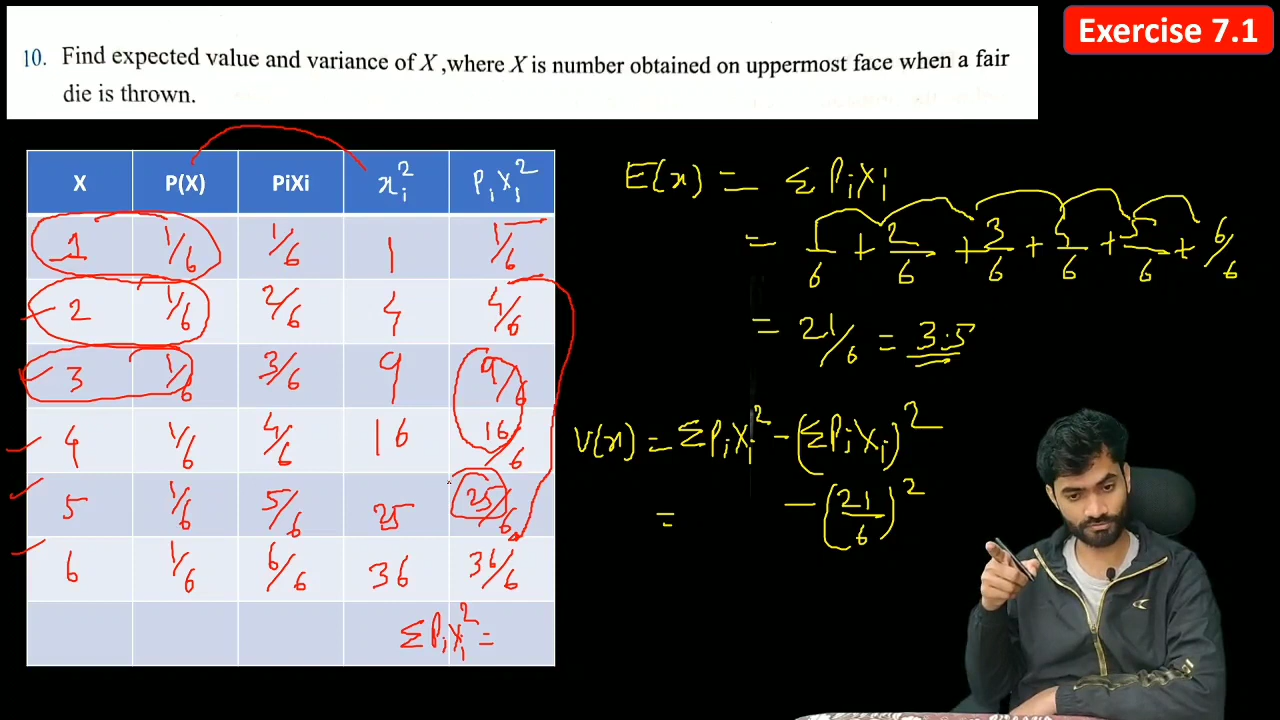 Exercise 7.1
10. Find expected value and variance of X ,where X is number obtained on uppermost face when a fair
die is thrown.
X P(X) PiXi xi² PiXi²
1 1/6 1/6 1 1/6
2 1/6 2/6 4 4/6
3 1/6 3/6 9 9/6
4 1/6 4/6 16 16/6
5 1/6 5/6 25 25/6
6 1/6 6/6 36 36/6
ΣPiXi² =
E(x) = Σ PiXi
= 1/6 + 2/6 + 3/6 + 4/6 + 5/6 + 6/6
= 21/6 = 3.5
V(x) = ΣPiXi² - (ΣPiXi)²
= - (21/6)²